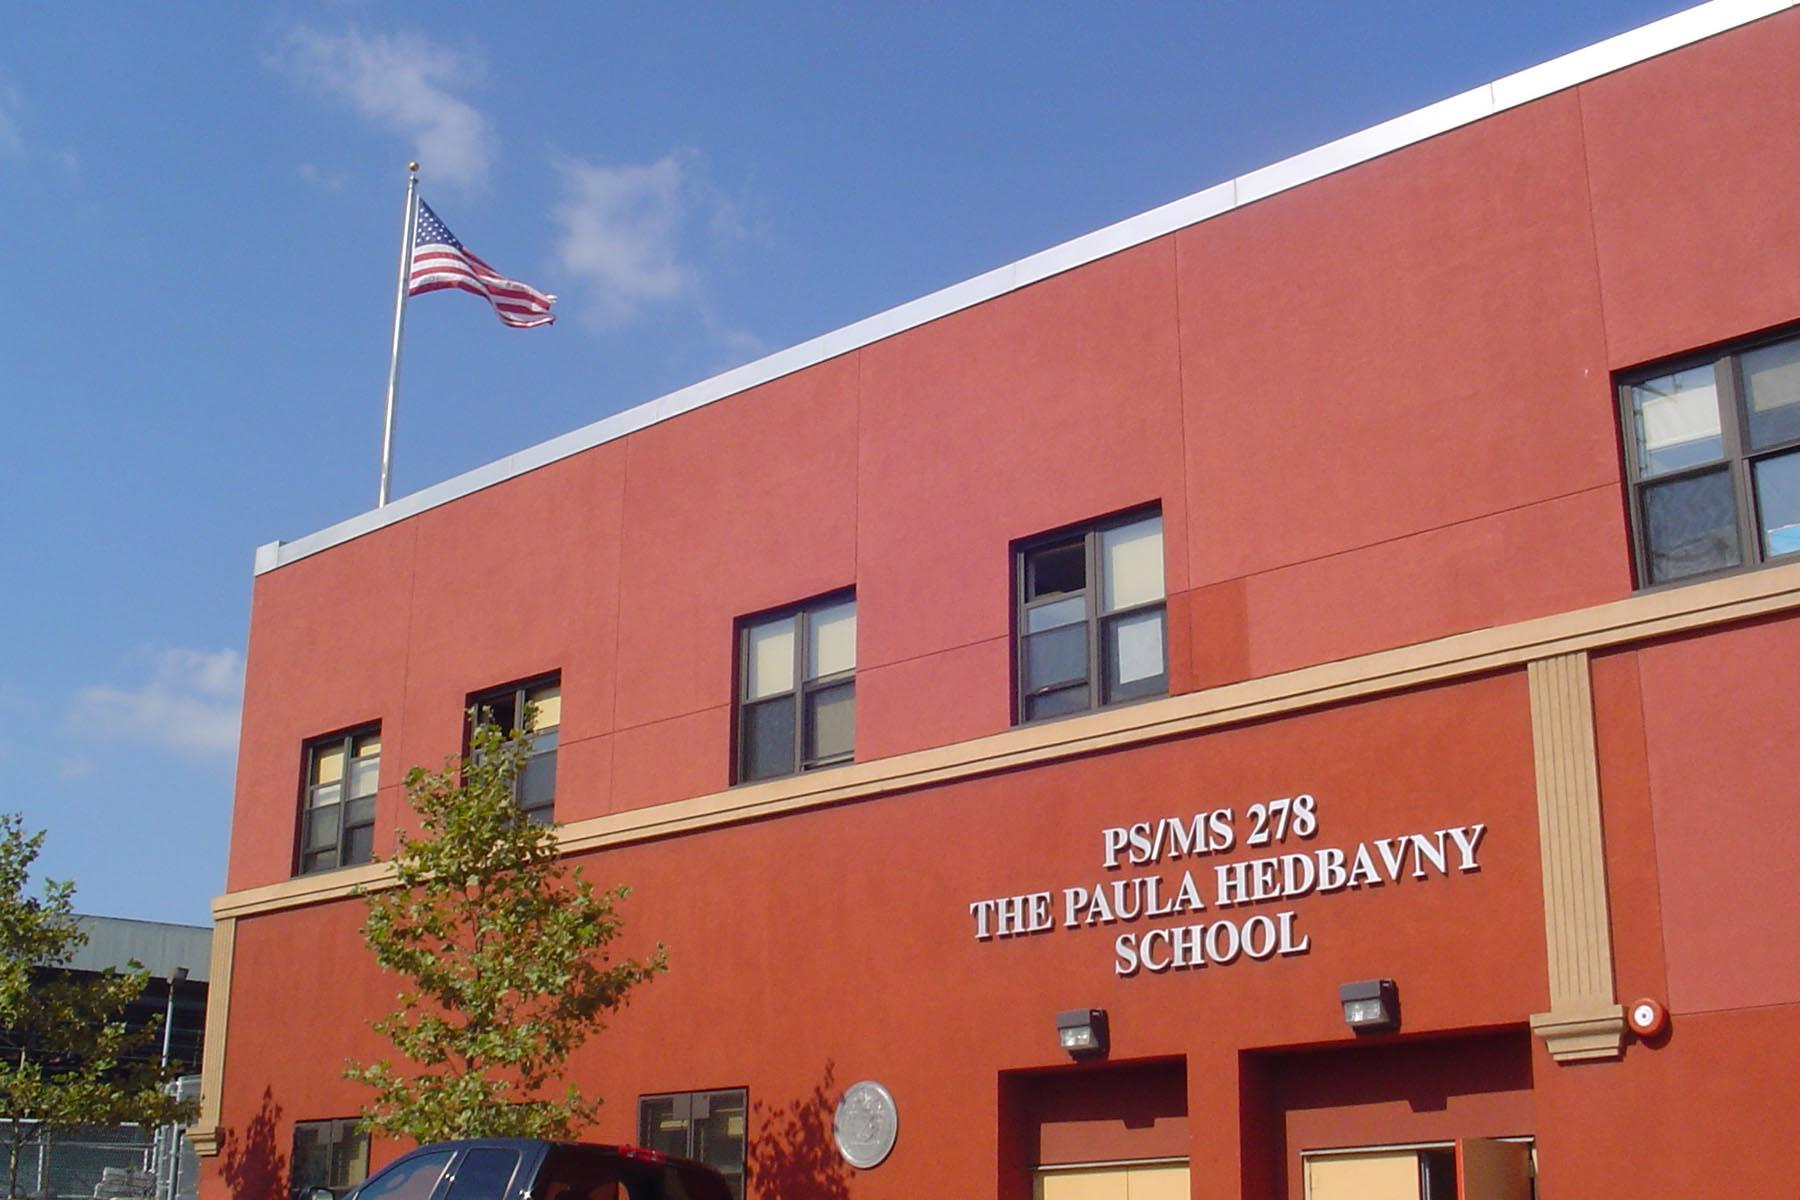 PS/MS 278
THE PAULA HEDBAVNY
SCHOOL